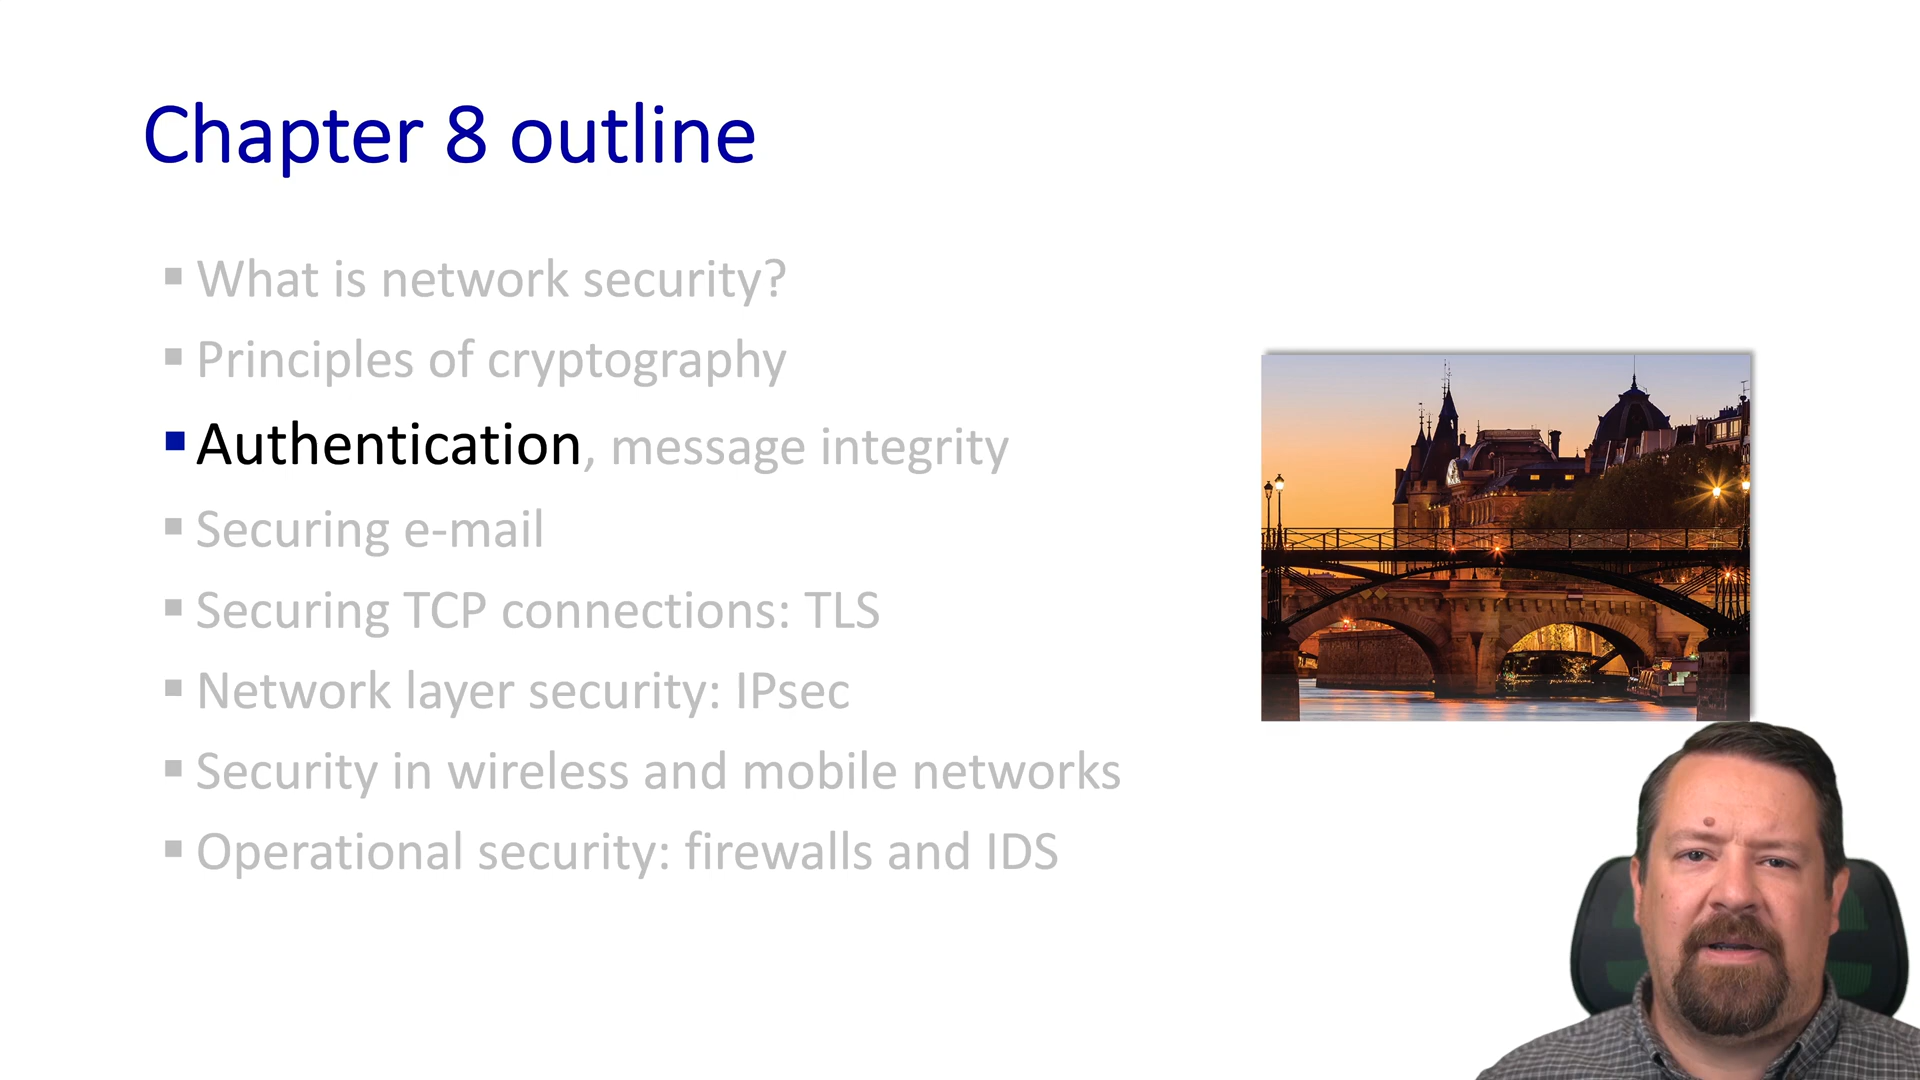 Chapter 8 outline
What is network security?
Principles of cryptography
Authentication, message integrity
Securing e-mail
Securing TCP connections: TLS
Network layer security: IPsec
Security in wireless and mobile networks
Operational security: firewalls and IDS